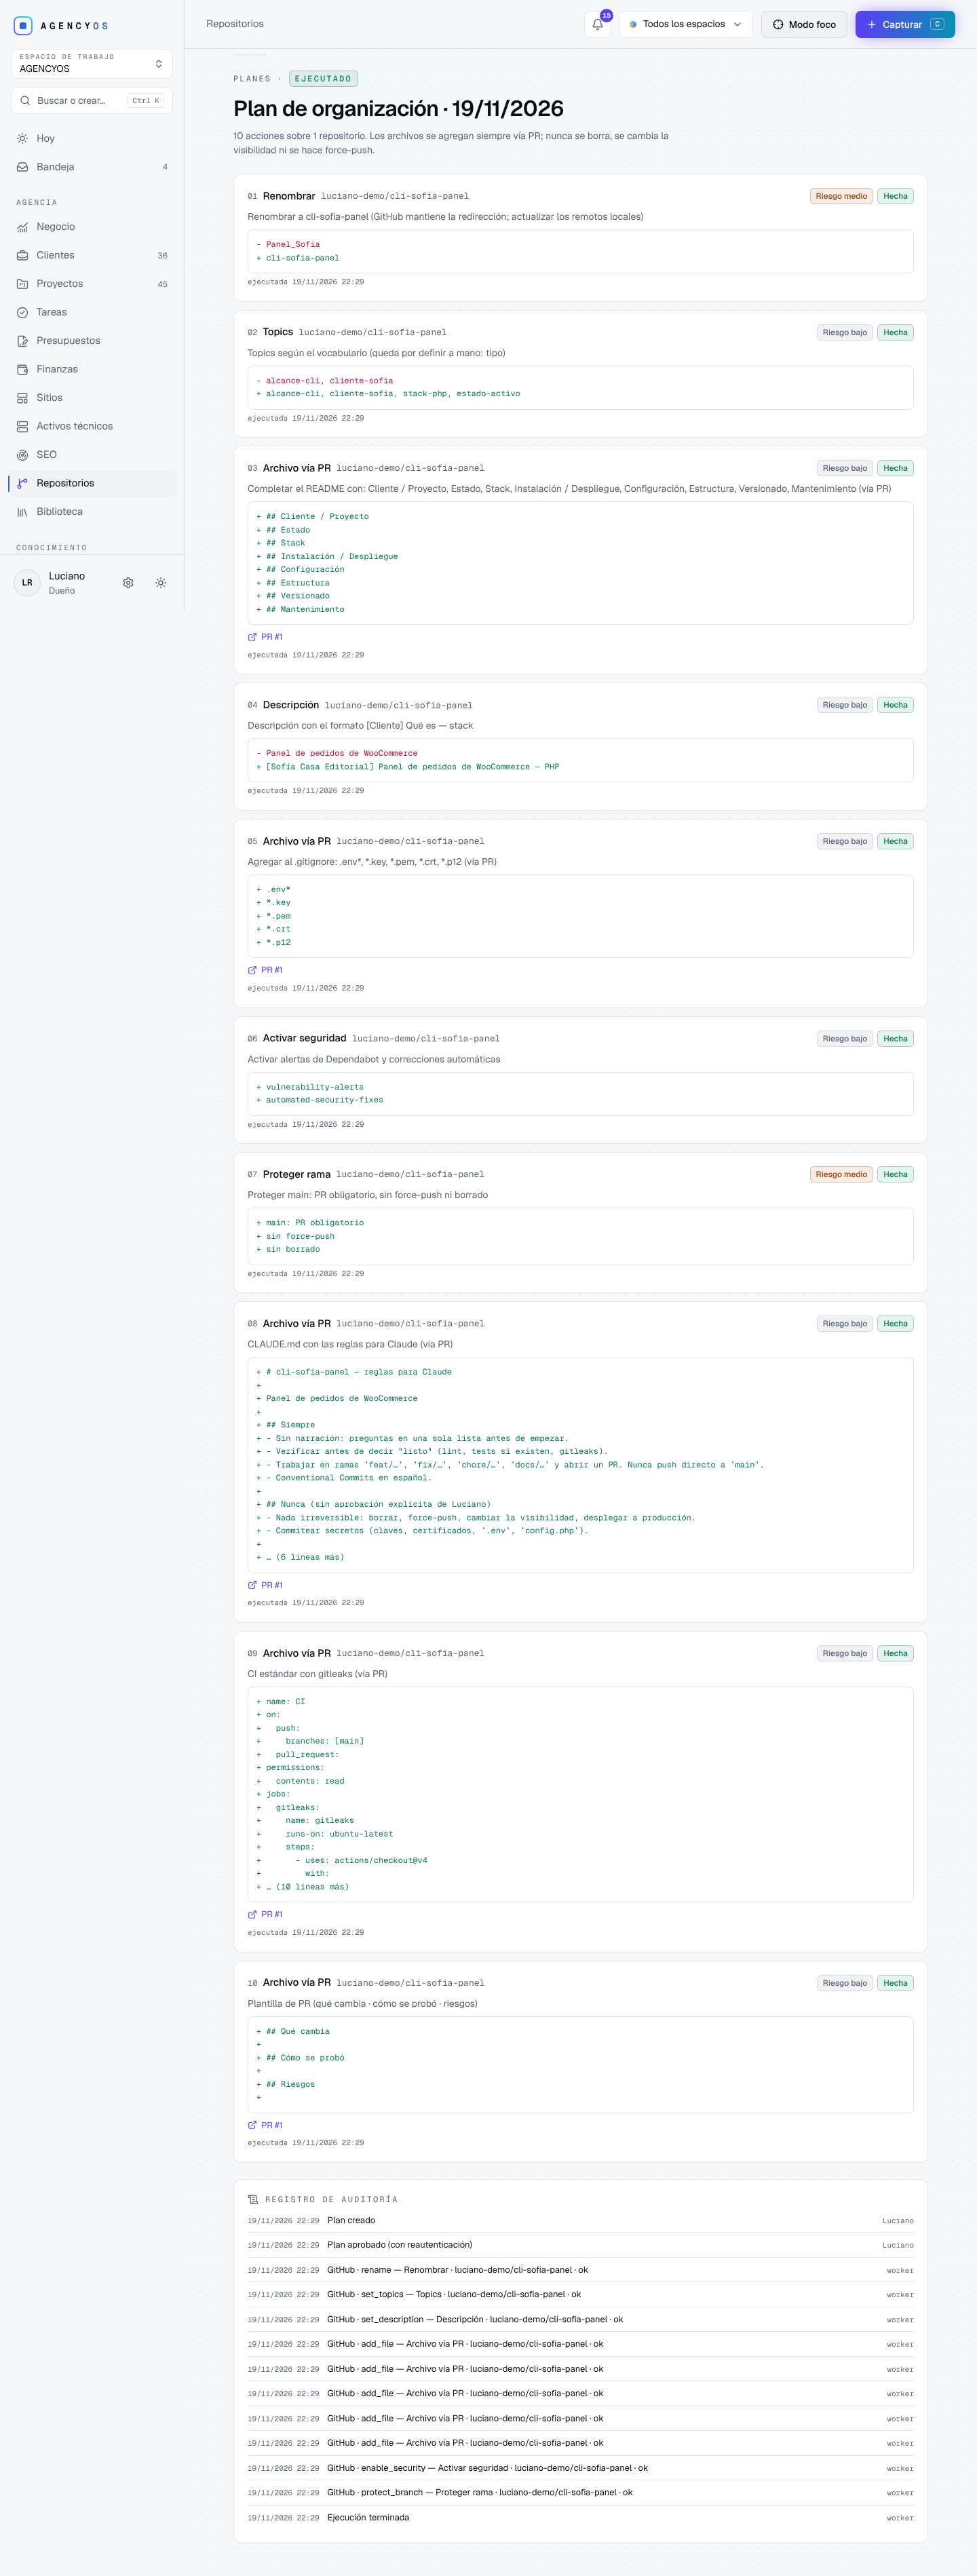 AGENCYOS
ESPACIO DE TRABAJO
AGENCYOS
Buscar o crear... Ctrl K
Hoy
Bandeja 4
AGENCIA
Negocio
Clientes 36
Proyectos 45
Tareas
Presupuestos
Finanzas
Sitios
Activos técnicos
SEO
Repositorios
Biblioteca
CONOCIMIENTO
LR Luciano
Dueño
Repositorios
15
Todos los espacios
Modo foco
Capturar C
PLANES · EJECUTADO
Plan de organización · 19/11/2026
10 acciones sobre 1 repositorio. Los archivos se agregan siempre vía PR; nunca se borra, se cambia la
visibilidad ni se hace force-push.
01 Renombrar luciano-demo/cli-sofia-panel Riesgo medio Hecha
Renombrar a cli-sofia-panel (GitHub mantiene la redirección; actualizar los remotos locales)
- Panel_Sofia
+ cli-sofia-panel
ejecutada 19/11/2026 22:29
02 Topics luciano-demo/cli-sofia-panel Riesgo bajo Hecha
Topics según el vocabulario (queda por definir a mano: tipo)
- alcance-cli, cliente-sofia
+ alcance-cli, cliente-sofia, stack-php, estado-activo
ejecutada 19/11/2026 22:29
03 Archivo vía PR luciano-demo/cli-sofia-panel Riesgo bajo Hecha
Completar el README con: Cliente / Proyecto, Estado, Stack, Instalación / Despliegue, Configuración, Estructura, Versionado, Mantenimiento (vía PR)
+ ## Cliente / Proyecto
+ ## Estado
+ ## Stack
+ ## Instalación / Despliegue
+ ## Configuración
+ ## Estructura
+ ## Versionado
+ ## Mantenimiento
PR #1
ejecutada 19/11/2026 22:29
04 Descripción luciano-demo/cli-sofia-panel Riesgo bajo Hecha
Descripción con el formato [Cliente] Qué es — stack
- Panel de pedidos de WooCommerce
+ [Sofía Casa Editorial] Panel de pedidos de WooCommerce — PHP
ejecutada 19/11/2026 22:29
05 Archivo vía PR luciano-demo/cli-sofia-panel Riesgo bajo Hecha
Agregar al .gitignore: .env*, *.key, *.pem, *.crt, *.p12 (vía PR)
+ .env*
+ *.key
+ *.pem
+ *.crt
+ *.p12
PR #1
ejecutada 19/11/2026 22:29
06 Activar seguridad luciano-demo/cli-sofia-panel Riesgo bajo Hecha
Activar alertas de Dependabot y correcciones automáticas
+ vulnerability-alerts
+ automated-security-fixes
ejecutada 19/11/2026 22:29
07 Proteger rama luciano-demo/cli-sofia-panel Riesgo medio Hecha
Proteger main: PR obligatorio, sin force-push ni borrado
+ main: PR obligatorio
+ sin force-push
+ sin borrado
ejecutada 19/11/2026 22:29
08 Archivo vía PR luciano-demo/cli-sofia-panel Riesgo bajo Hecha
CLAUDE.md con las reglas para Claude (vía PR)
+ # cli-sofia-panel — reglas para Claude
+
+ Panel de pedidos de WooCommerce
+
+ ## Siempre
+ - Sin narración: preguntas en una sola lista antes de empezar.
+ - Verificar antes de decir "listo" (lint, tests si existen, gitleaks).
+ - Trabajar en ramas `feat/…`, `fix/…`, `chore/…`, `docs/…` y abrir un PR. Nunca push directo a `main`.
+ - Conventional Commits en español.
+
+ ## Nunca (sin aprobación explícita de Luciano)
+ - Nada irreversible: borrar, force-push, cambiar la visibilidad, desplegar a producción.
+ - Commitear secretos (claves, certificados, `.env`, `config.php`).
+
+ … (6 líneas más)
PR #1
ejecutada 19/11/2026 22:29
09 Archivo vía PR luciano-demo/cli-sofia-panel Riesgo bajo Hecha
CI estándar con gitleaks (vía PR)
+ name: CI
+ on:
+ push:
+ branches: [main]
+ pull_request:
+ permissions:
+ contents: read
+ jobs:
+ gitleaks:
+ name: gitleaks
+ runs-on: ubuntu-latest
+ steps:
+ - uses: actions/checkout@v4
+ with:
+ … (10 líneas más)
PR #1
ejecutada 19/11/2026 22:29
10 Archivo vía PR luciano-demo/cli-sofia-panel Riesgo bajo Hecha
Plantilla de PR (qué cambia · cómo se probó · riesgos)
+ ## Qué cambia
+
+ ## Cómo se probó
+
+ ## Riesgos
+
PR #1
ejecutada 19/11/2026 22:29
REGISTRO DE AUDITORÍA
19/11/2026 22:29 Plan creado Luciano
19/11/2026 22:29 Plan aprobado (con reautenticación) Luciano
19/11/2026 22:29 GitHub · rename — Renombrar · luciano-demo/cli-sofia-panel · ok worker
19/11/2026 22:29 GitHub · set_topics — Topics · luciano-demo/cli-sofia-panel · ok worker
19/11/2026 22:29 GitHub · set_description — Descripción · luciano-demo/cli-sofia-panel · ok worker
19/11/2026 22:29 GitHub · add_file — Archivo vía PR · luciano-demo/cli-sofia-panel · ok worker
19/11/2026 22:29 GitHub · add_file — Archivo vía PR · luciano-demo/cli-sofia-panel · ok worker
19/11/2026 22:29 GitHub · add_file — Archivo vía PR · luciano-demo/cli-sofia-panel · ok worker
19/11/2026 22:29 GitHub · add_file — Archivo vía PR · luciano-demo/cli-sofia-panel · ok worker
19/11/2026 22:29 GitHub · add_file — Archivo vía PR · luciano-demo/cli-sofia-panel · ok worker
19/11/2026 22:29 GitHub · enable_security — Activar seguridad · luciano-demo/cli-sofia-panel · ok worker
19/11/2026 22:29 GitHub · protect_branch — Proteger rama · luciano-demo/cli-sofia-panel · ok worker
19/11/2026 22:29 Ejecución terminada worker